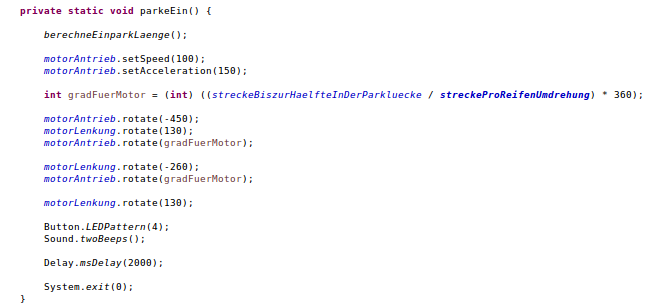 private static void parkeEin() {
berechneEinparkLaenge();
motorAntrieb.setSpeed(100);
motorAntrieb.setAcceleration(150);
int gradFuerMotor = (int) ((streckeBiszurHaelfteInDerParkluecke / streckeProReifenUmdrehung) * 360);
motorAntrieb.rotate(-450);
motorLenkung.rotate(130);
motorAntrieb.rotate(gradFuerMotor);
motorLenkung.rotate(-260);
motorAntrieb.rotate(gradFuerMotor);
motorLenkung.rotate(130);
Button.LEDPattern(4);
Sound.twoBeeps();
Delay.msDelay(2000);
System.exit(0);
}